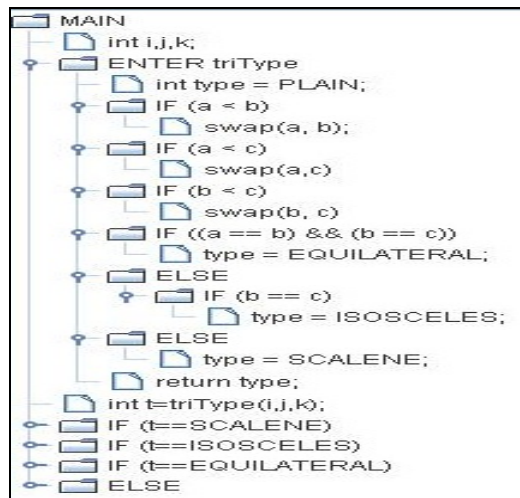 MAIN
int i,j,k;
ENTER triType
int type = PLAIN;
IF (a < b)
swap(a, b);
IF (a < c)
swap(a,c)
IF (b < c)
swap(b, c)
IF ((a == b) && (b == c))
type = EQUILATERAL;
ELSE
IF (b == c)
type = ISOSCELES;
ELSE
type = SCALENE;
return type;
int t=triType(i,j,k);
IF (t==SCALENE)
IF (t==ISOSCELES)
IF (t==EQUILATERAL)
ELSE